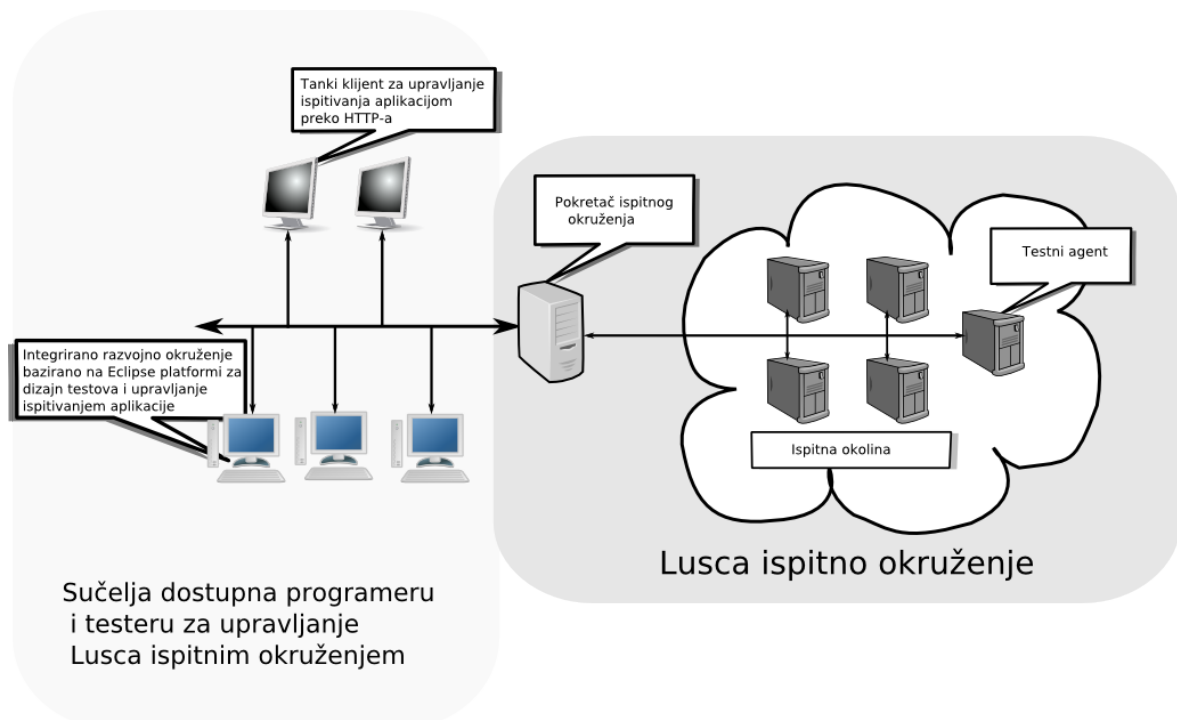 Tanki klijent za upravljanje
ispitivanja aplikacijom
preko HTTP-a
Integrirano razvojno okruženje
bazirano na Eclipse platformi za
dizajn testova i upravljanje
ispitivanjem aplikacije
Sučelja dostupna programeru
i testeru za upravljanje
Lusca ispitnim okruženjem
Pokretač ispitnog
okruženja
Testni agent
Ispitna okolina
Lusca ispitno okruženje